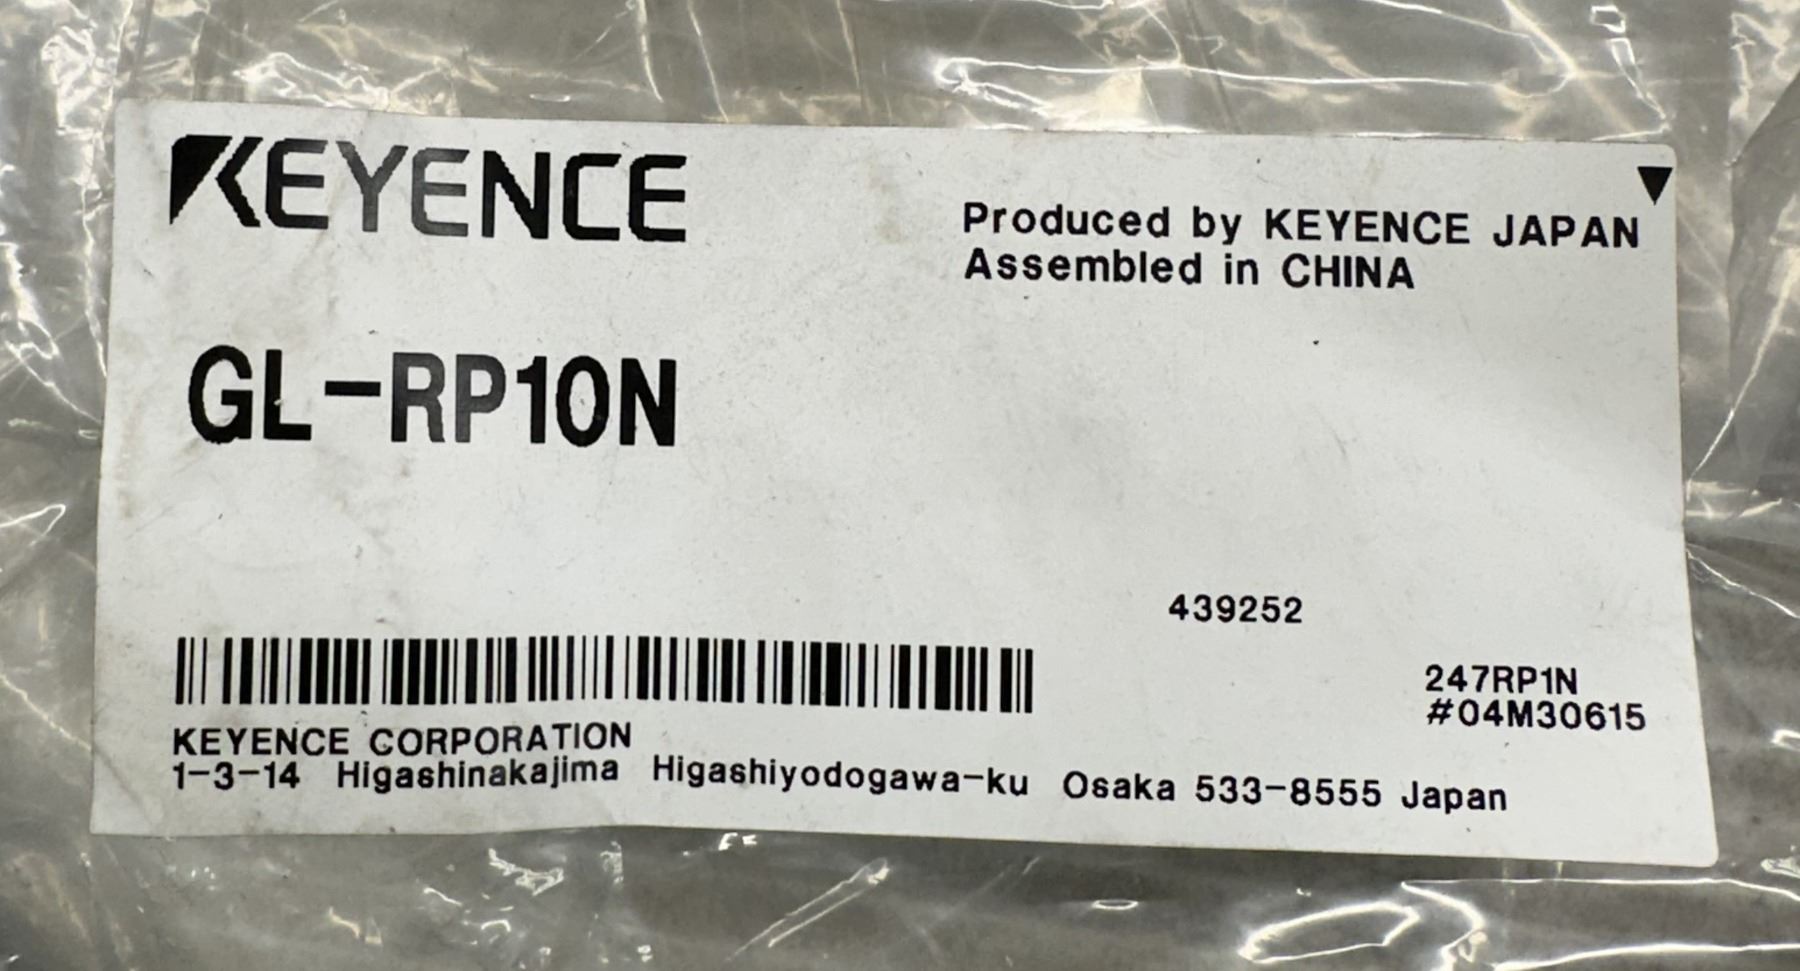 KEYENCE
Produced by KEYENCE JAPAN
Assembled in CHINA
GL-RP10N
439252
247RP1N
#04M30615
KEYENCE CORPORATION
1-3-14 Higashinakajima Higashiyodogawa-ku Osaka 533-8555 Japan